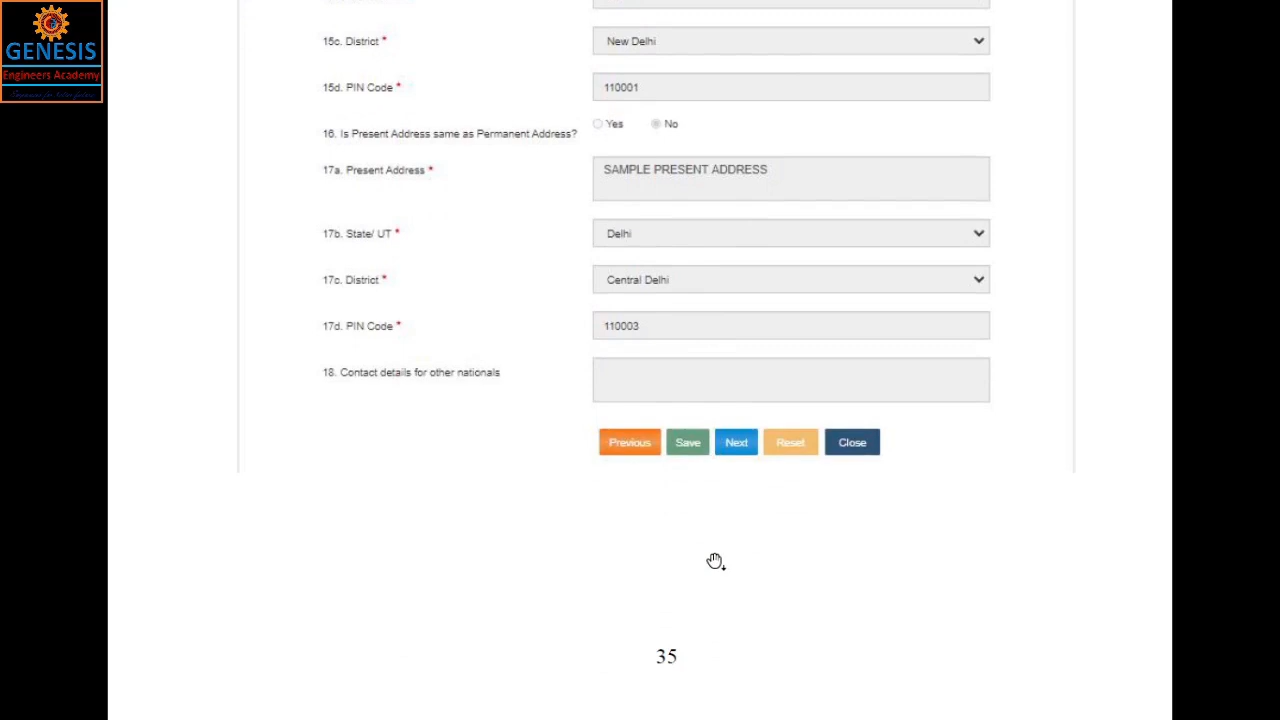 GENESIS
Engineers Academy
15c. District * New Delhi
15d. PIN Code * 110001
16. Is Present Address same as Permanent Address? Yes No
17a. Present Address * SAMPLE PRESENT ADDRESS
17b. State/ UT * Delhi
17c. District * Central Delhi
17d. PIN Code * 110003
18. Contact details for other nationals
Previous Save Next Reset Close
35